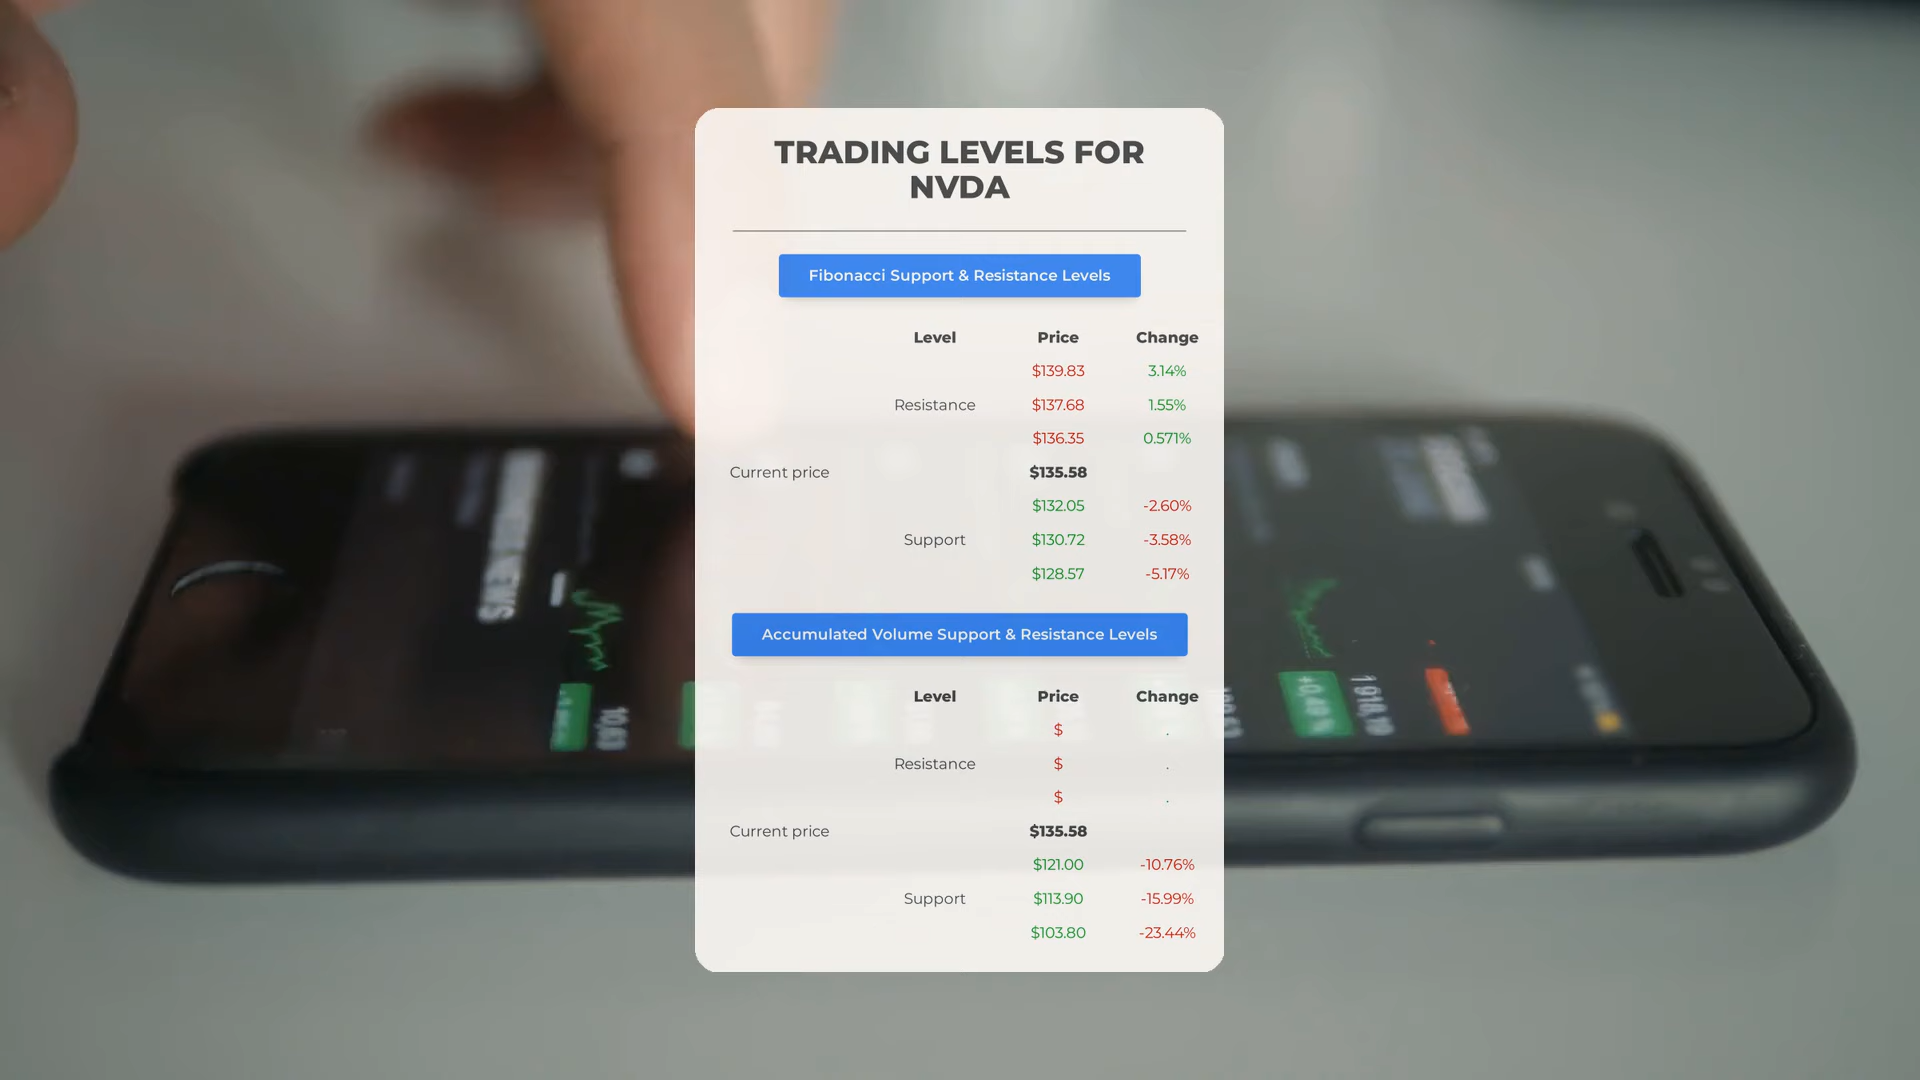 TRADING LEVELS FOR
NVDA
Fibonacci Support & Resistance Levels
Level Price Change
$139.83 3.14%
Resistance $137.68 1.55%
$136.35 0.571%
Current price $135.58
$132.05 -2.60%
Support $130.72 -3.58%
$128.57 -5.17%
Accumulated Volume Support & Resistance Levels
Level Price Change
$ .
Resistance $ .
$ .
Current price $135.58
$121.00 -10.76%
Support $113.90 -15.99%
$103.80 -23.44%